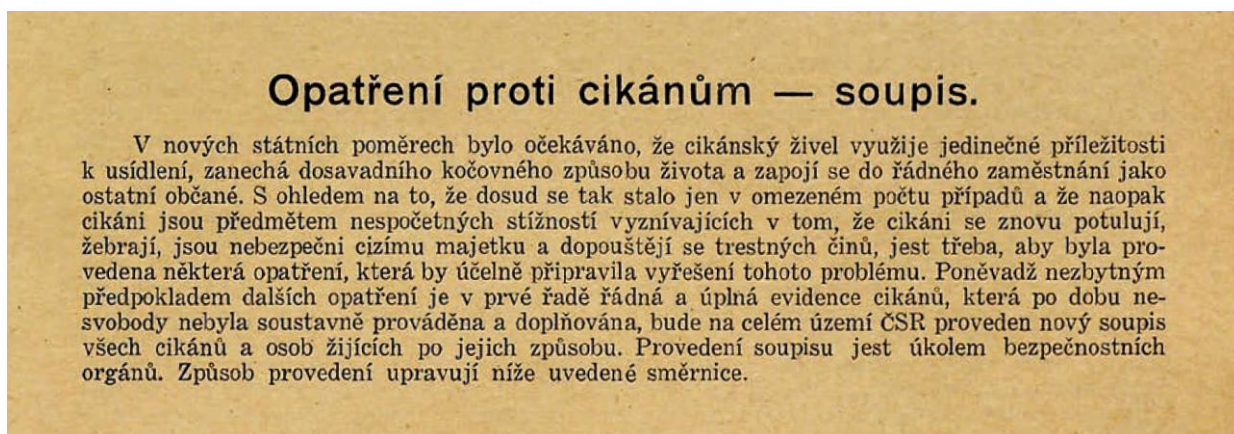 Opatření proti cikánům — soupis.
V nových státních poměrech bylo očekáváno, že cikánský živel využije jedinečné příležitosti
k usídlení, zanechá dosavadního kočovného způsobu života a zapojí se do řádného zaměstnání jako
ostatní občané. S ohledem na to, že dosud se tak stalo jen v omezeném počtu případů a že naopak
cikáni jsou předmětem nespočetných stížností vyznívajících v tom, že cikáni se znovu potulují,
žebrají, jsou nebezpečni cizímu majetku a dopouštějí se trestných činů, jest třeba, aby byla pro-
vedena některá opatření, která by účelně připravila vyřešení tohoto problému. Poněvadž nezbytným
předpokladem dalších opatření je v prvé řadě řádná a úplná evidence cikánů, která po dobu ne-
svobody nebyla soustavně prováděna a doplňována, bude na celém území ČSR proveden nový soupis
všech cikánů a osob žijících po jejich způsobu. Provedení soupisu jest úkolem bezpečnostních
orgánů. Způsob provedení upravují níže uvedené směrnice.